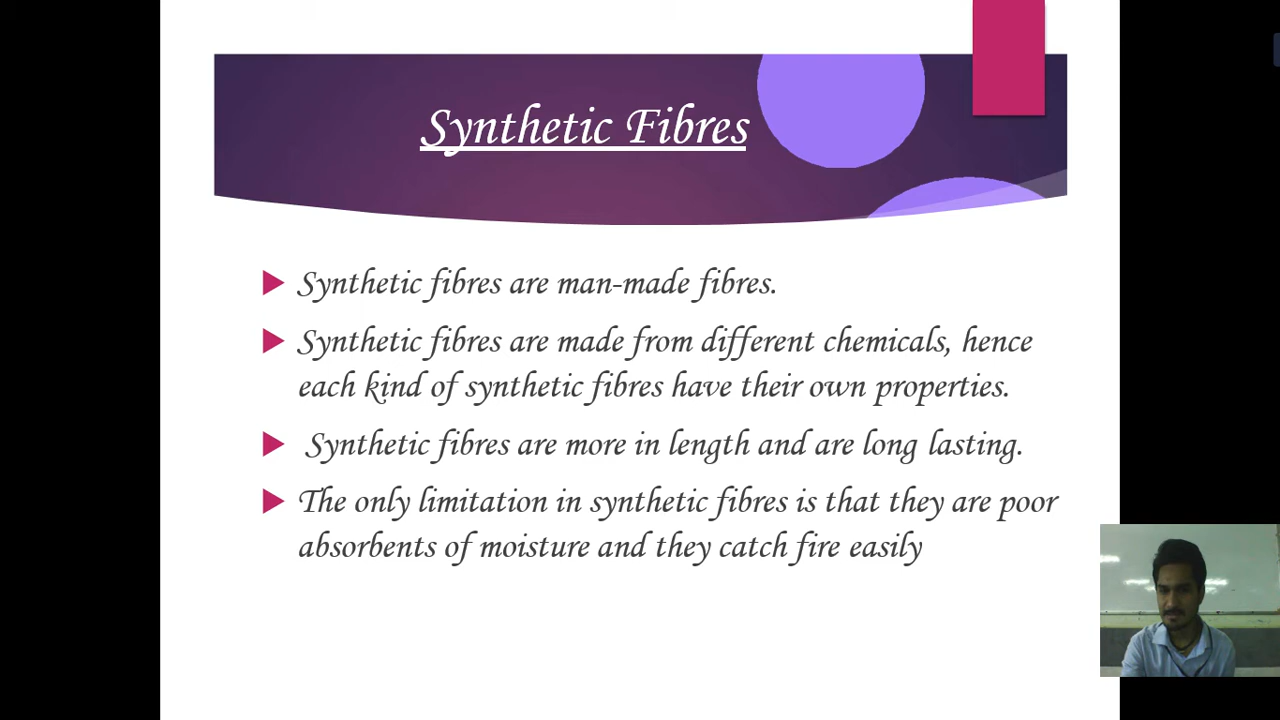 Synthetic Fibres
Synthetic fibres are man-made fibres.
Synthetic fibres are made from different chemicals, hence
each kind of synthetic fibres have their own properties.
Synthetic fibres are more in length and are long lasting.
The only limitation in synthetic fibres is that they are poor
absorbents of moisture and they catch fire easily